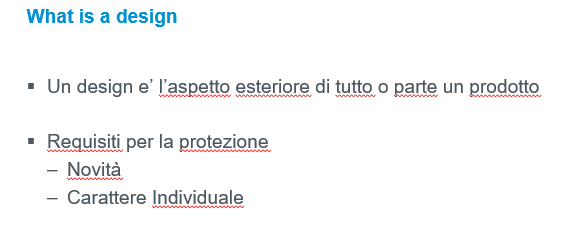 What is a design
▪ Un design e' l'aspetto esteriore di tutto o parte un prodotto
▪ Requisiti per la protezione
– Novità
– Carattere Individuale